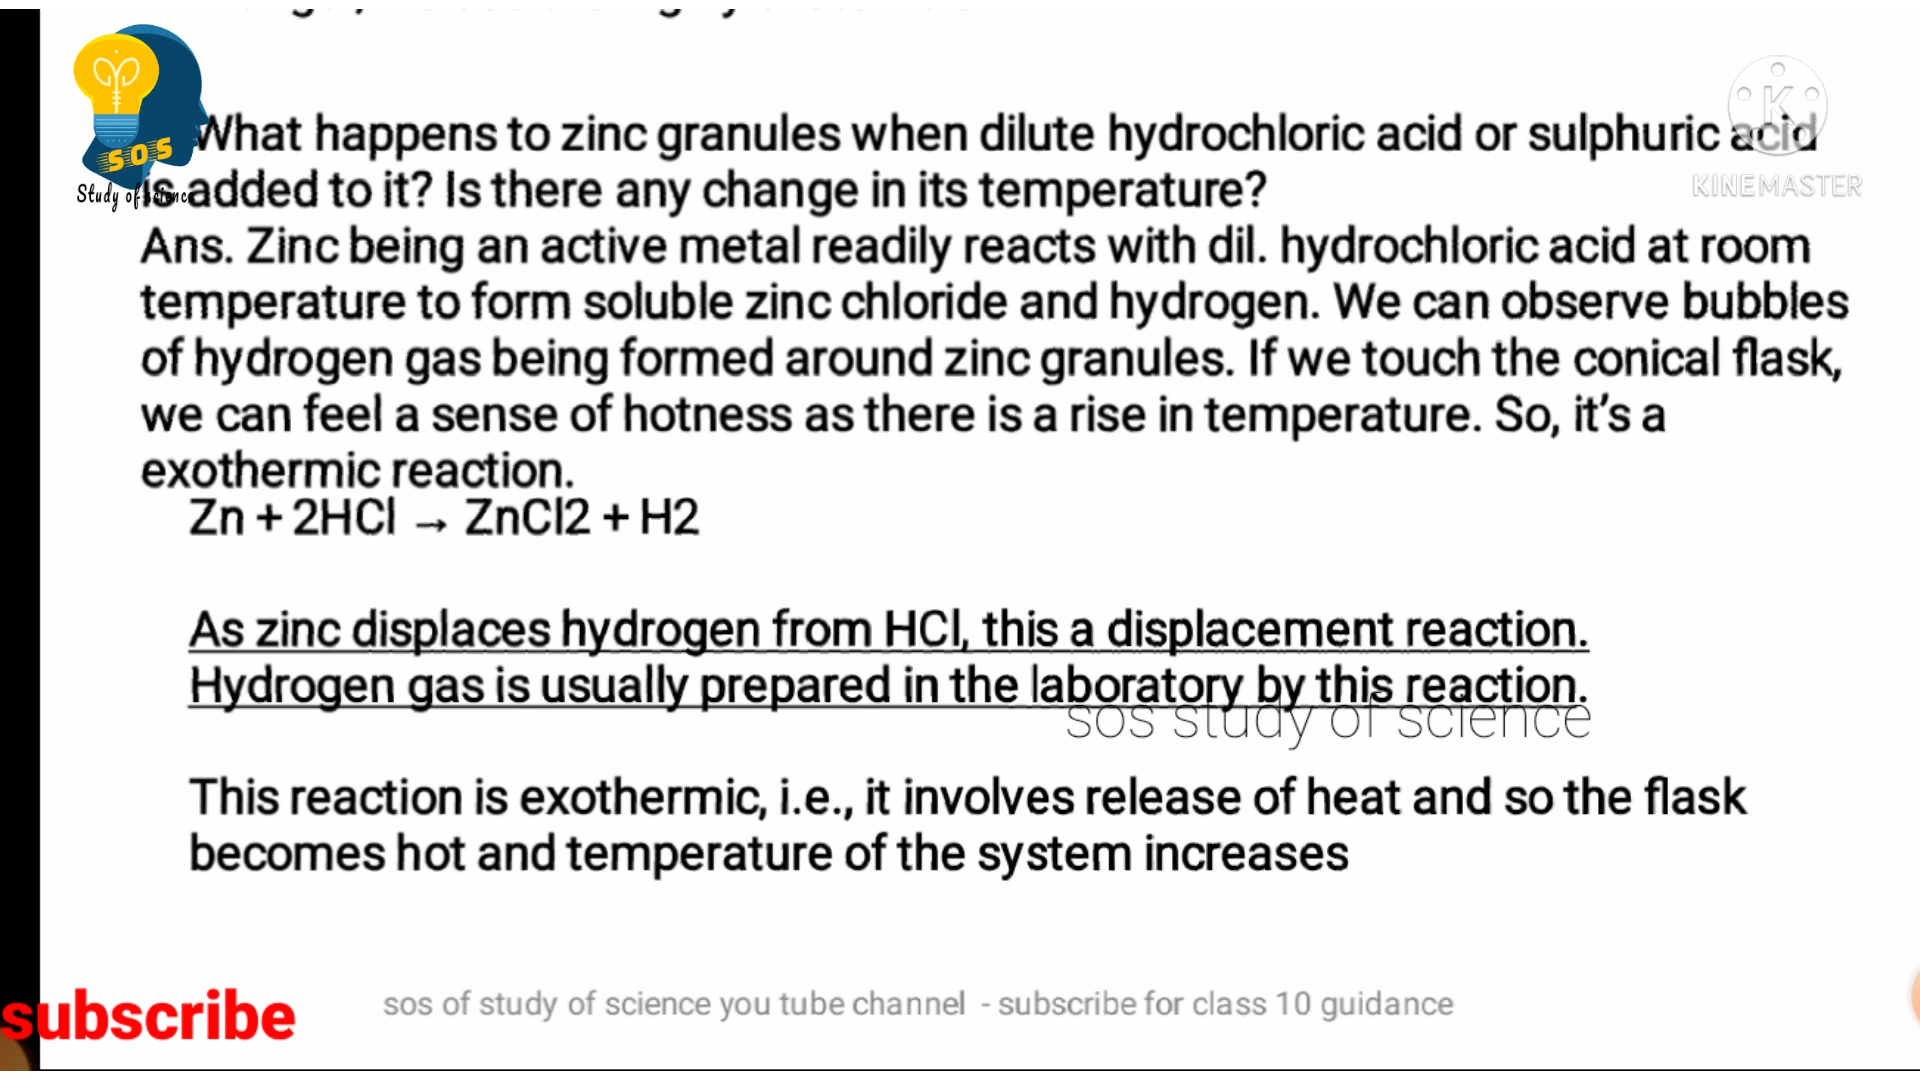 SOS
Study of science
KINEMASTER
What happens to zinc granules when dilute hydrochloric acid or sulphuric acid
is added to it? Is there any change in its temperature?
Ans. Zinc being an active metal readily reacts with dil. hydrochloric acid at room
temperature to form soluble zinc chloride and hydrogen. We can observe bubbles
of hydrogen gas being formed around zinc granules. If we touch the conical flask,
we can feel a sense of hotness as there is a rise in temperature. So, it's a
exothermic reaction.
Zn + 2HCl → ZnCl2 + H2
As zinc displaces hydrogen from HCl, this a displacement reaction.
Hydrogen gas is usually prepared in the laboratory by this reaction.
sos study of science
This reaction is exothermic, i.e., it involves release of heat and so the flask
becomes hot and temperature of the system increases
subscribe
sos of study of science you tube channel - subscribe for class 10 guidance